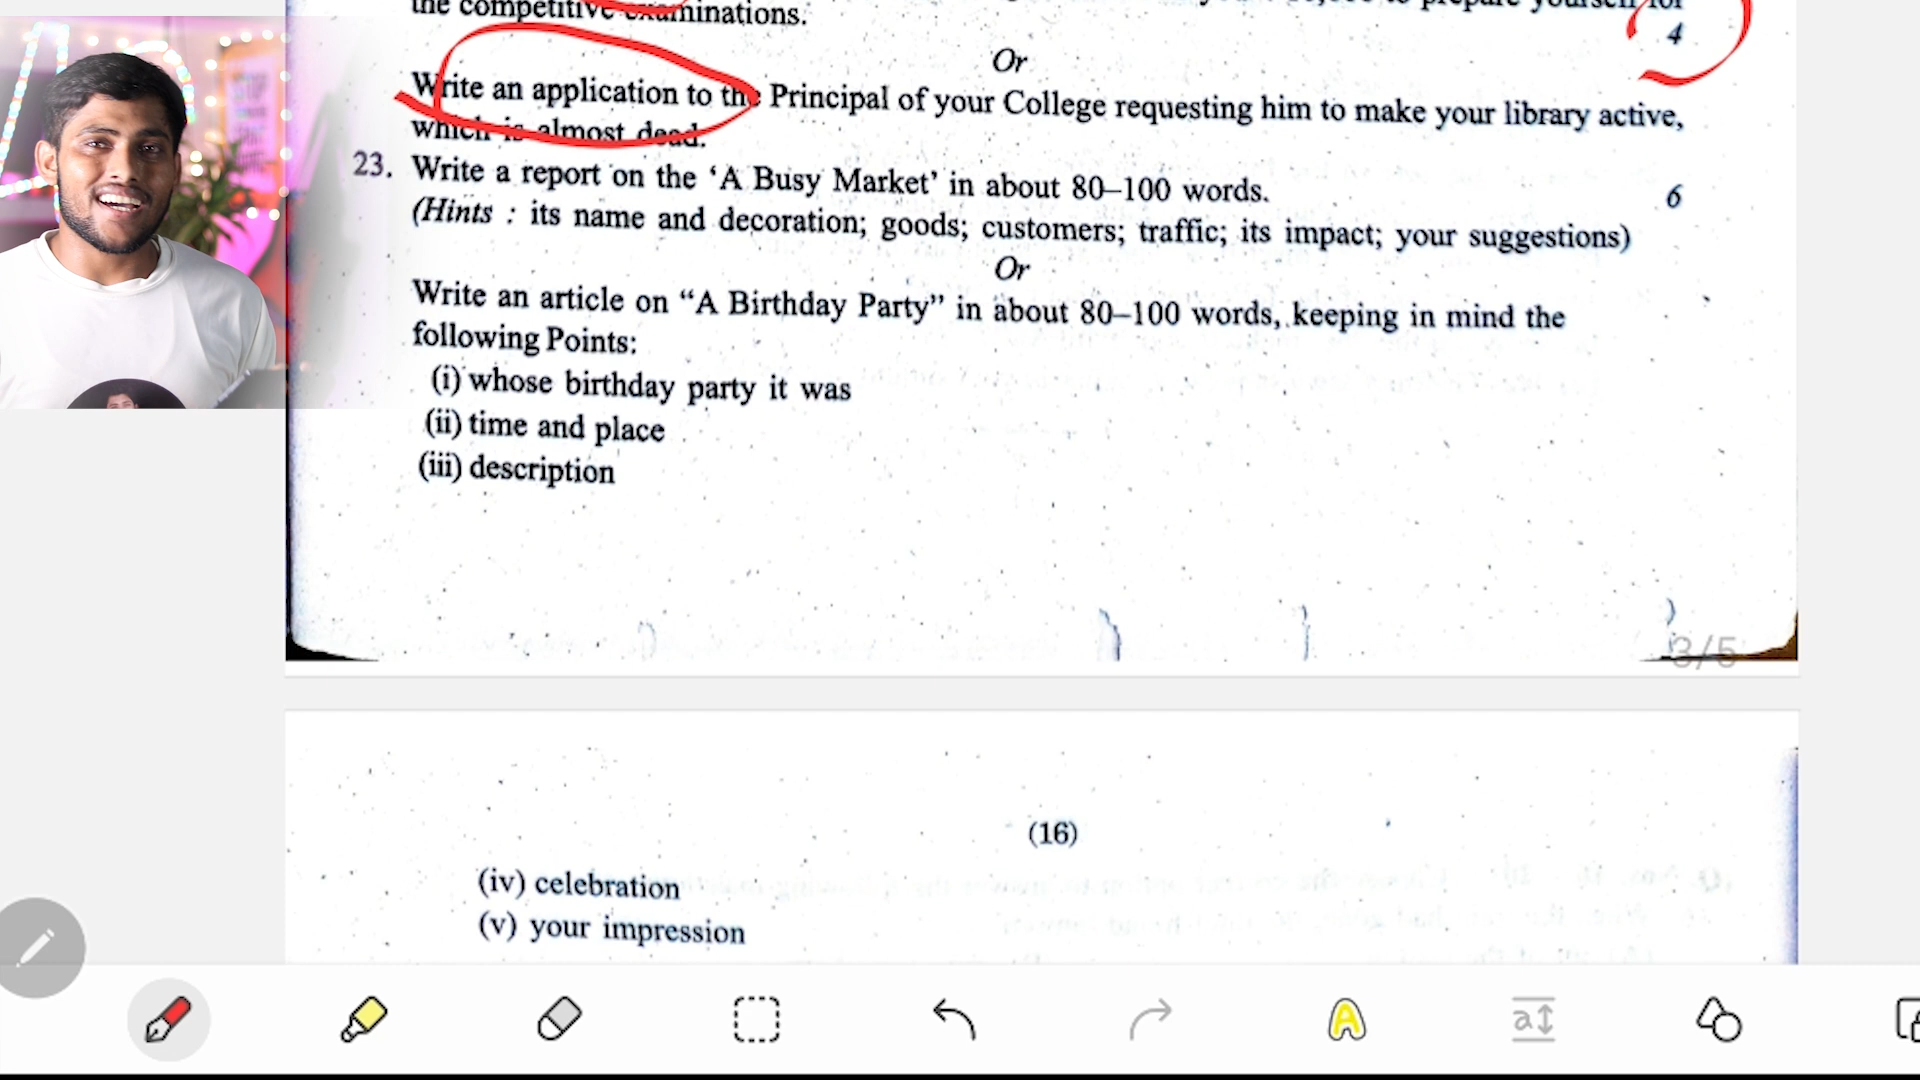 the competitive examinations.
4
Or
Write an application to the Principal of your College requesting him to make your library active,
which is almost dead.
23. Write a report on the ‘A Busy Market’ in about 80–100 words.
6
(Hints : its name and decoration; goods; customers; traffic; its impact; your suggestions)
Or
Write an article on “A Birthday Party” in about 80–100 words, keeping in mind the
following Points:
(i) whose birthday party it was
(ii) time and place
(iii) description
3/5
(16)
(iv) celebration
(v) your impression
A
a